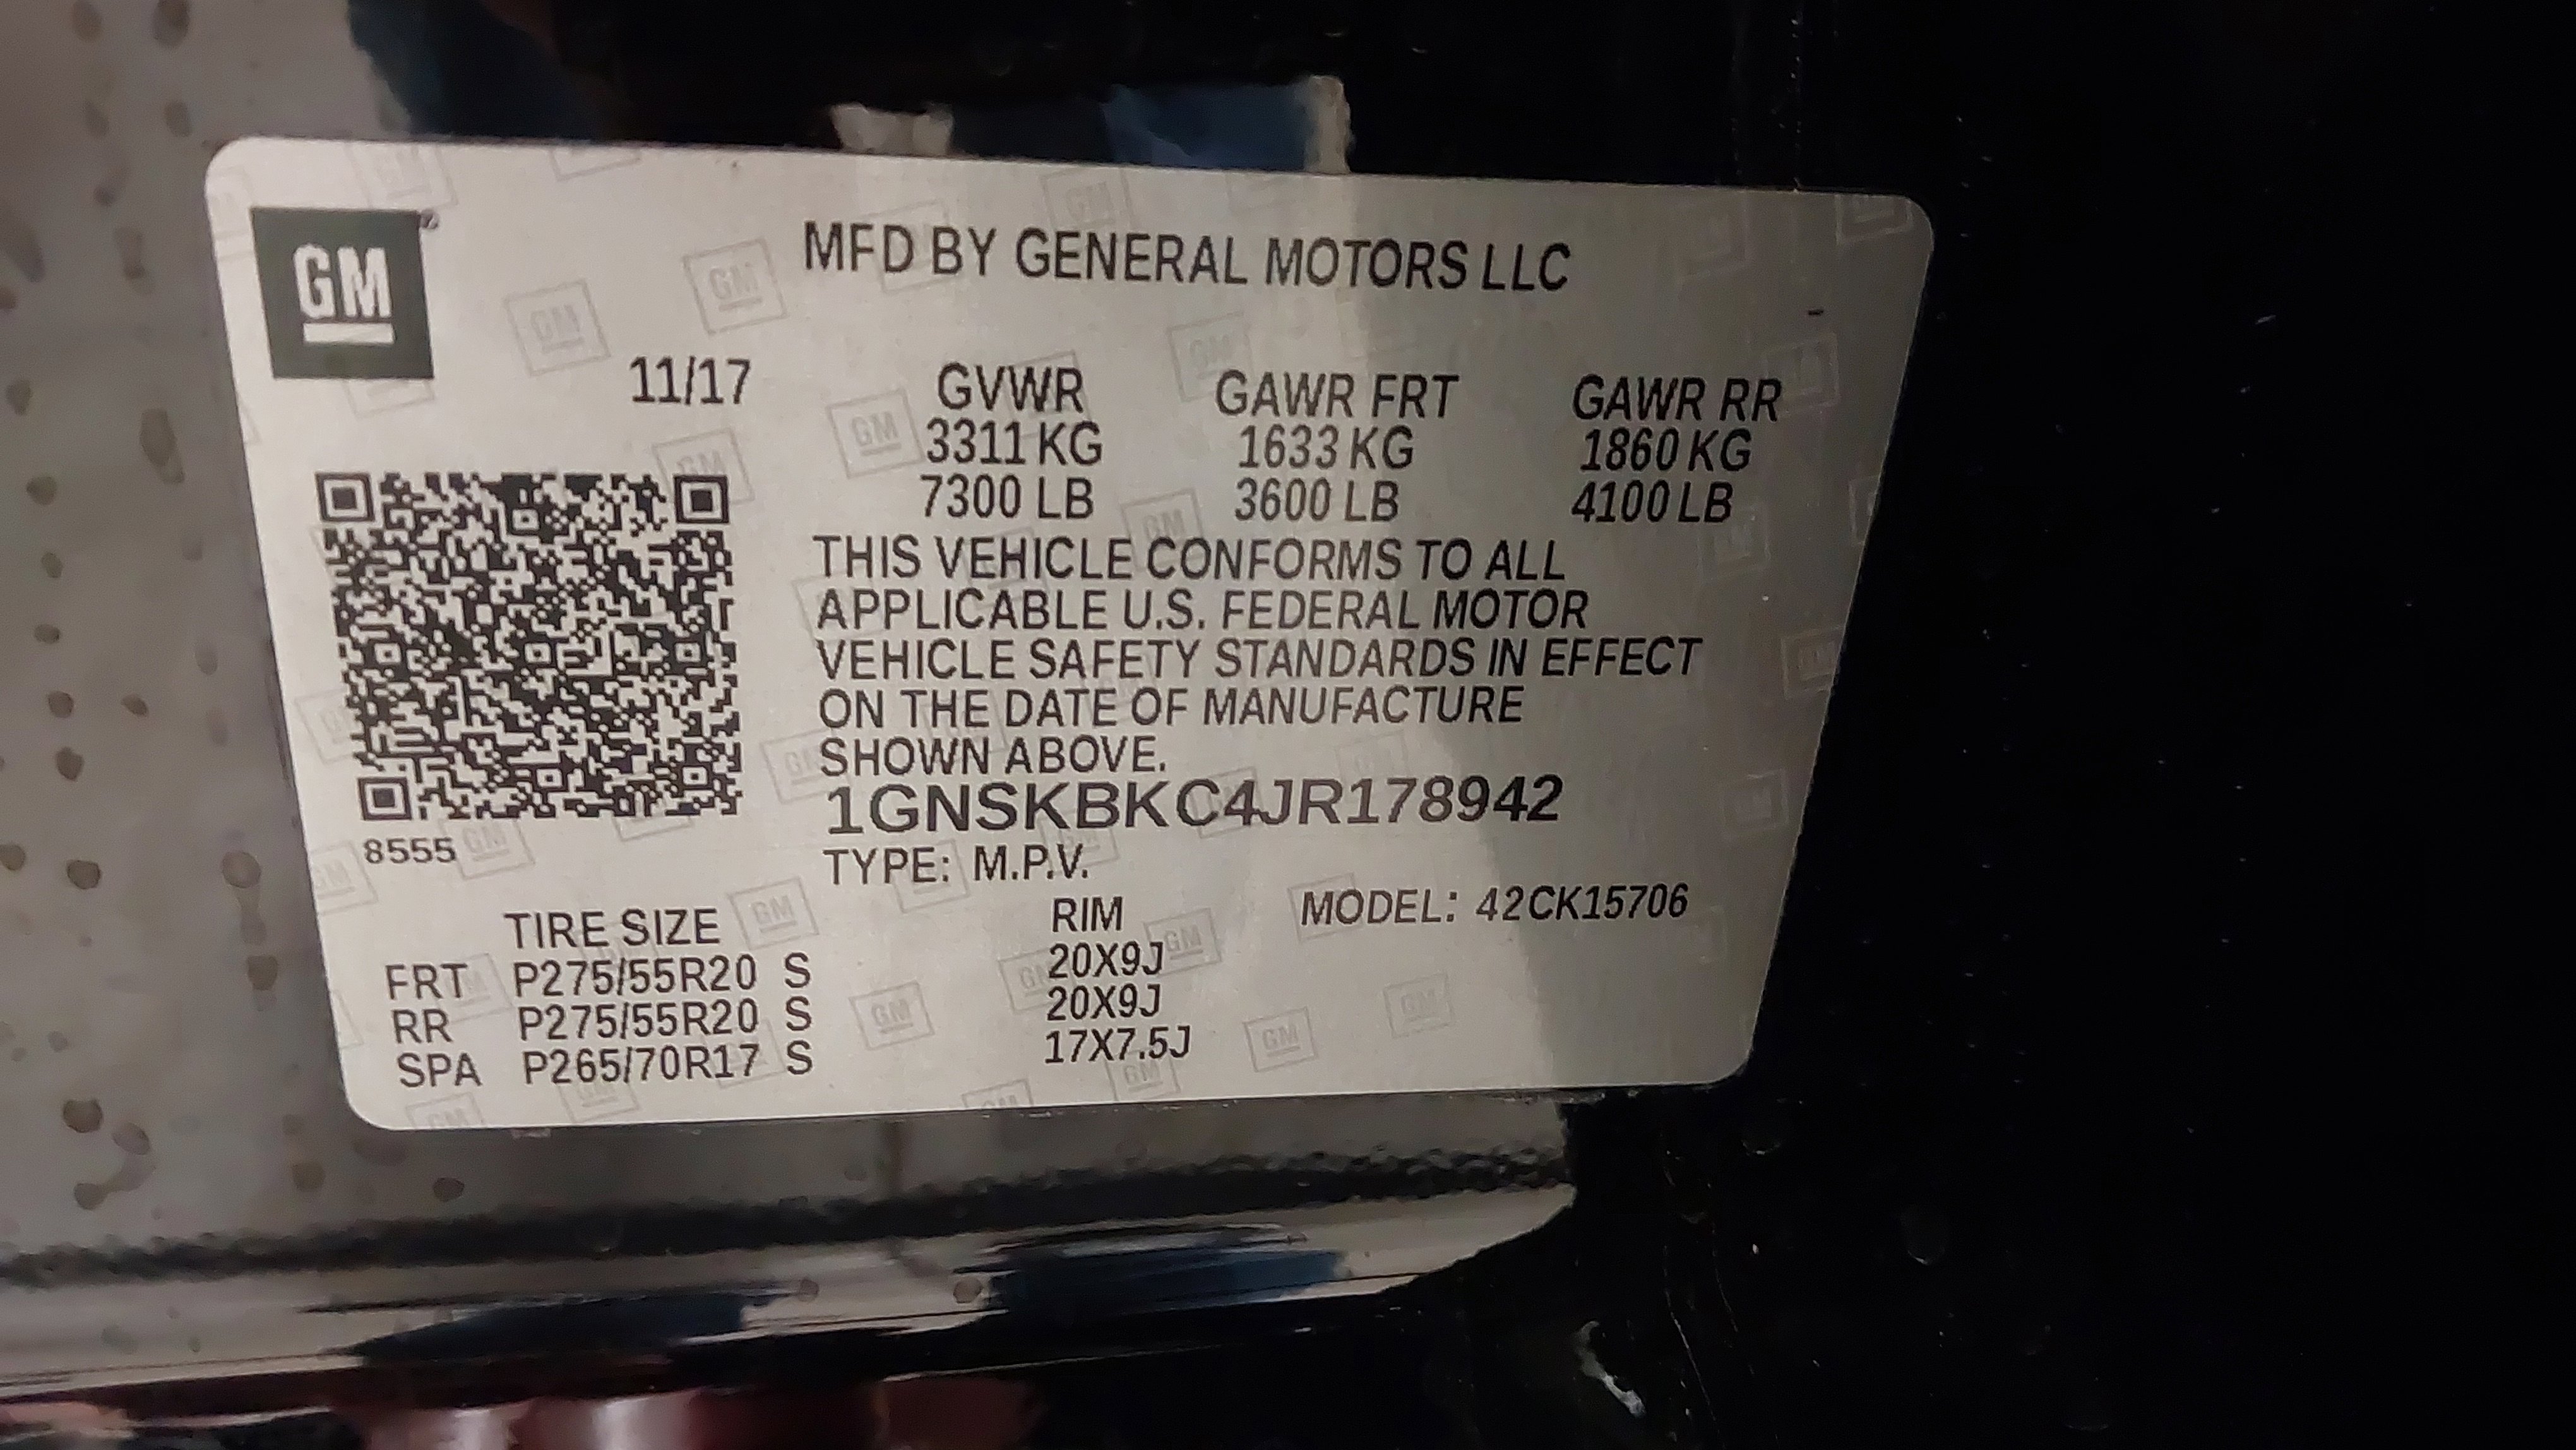 GM
MFD BY GENERAL MOTORS LLC
11/17 GVWR GAWR FRT GAWR RR
3311 KG 1633 KG 1860 KG
7300 LB 3600 LB 4100 LB
THIS VEHICLE CONFORMS TO ALL
APPLICABLE U.S. FEDERAL MOTOR
VEHICLE SAFETY STANDARDS IN EFFECT
ON THE DATE OF MANUFACTURE
SHOWN ABOVE.
1GNSKBKC4JR178942
8555
TYPE: M.P.V.
MODEL: 42CK15706
TIRE SIZE RIM
FRT P275/55R20 S 20X9J
RR P275/55R20 S 20X9J
SPA P265/70R17 S 17X7.5J